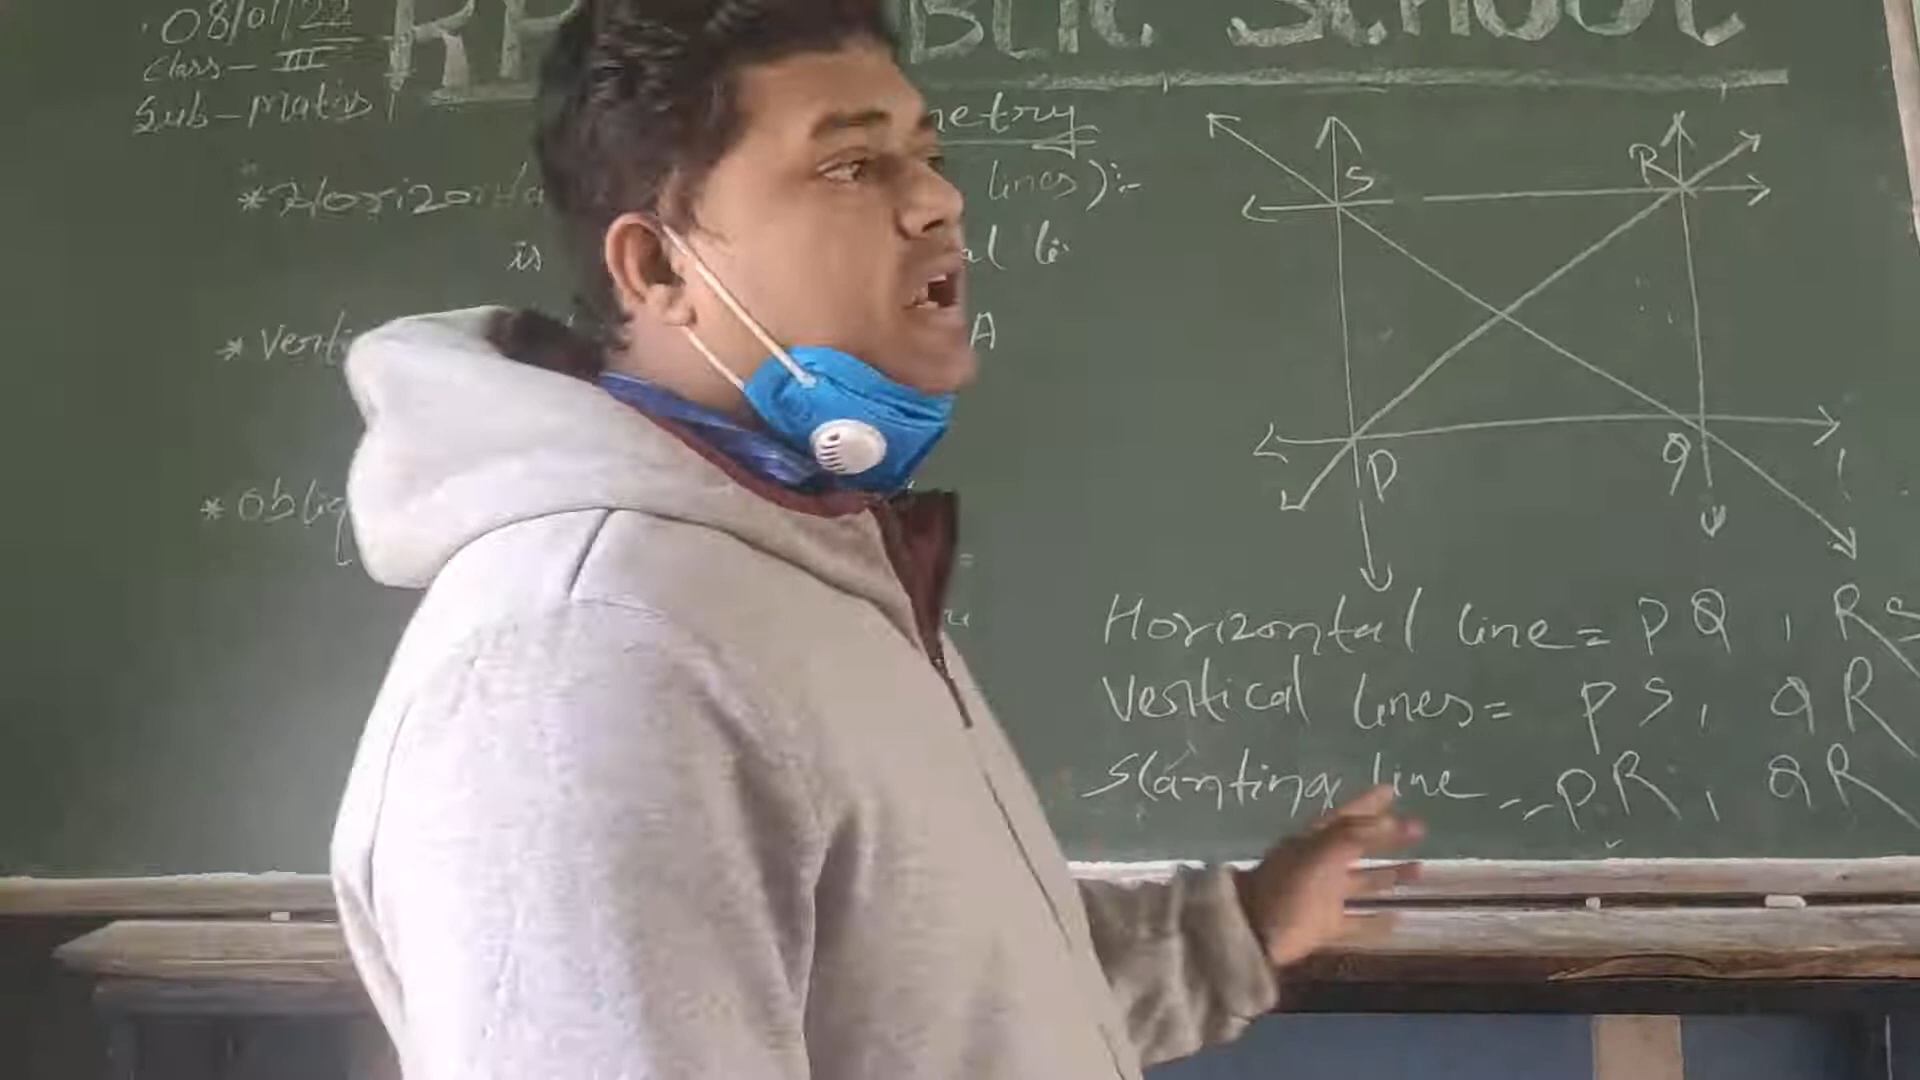 08/01/22
Class - III
Sub - Maths
BLIC SCHOOL
netry
* Horizonta lines):-
is al li
* Verti A
* Obliq
S R
P Q
Horizontal line = PQ, RS
Vertical lines = PS, QR
Slanting line = PR, QR